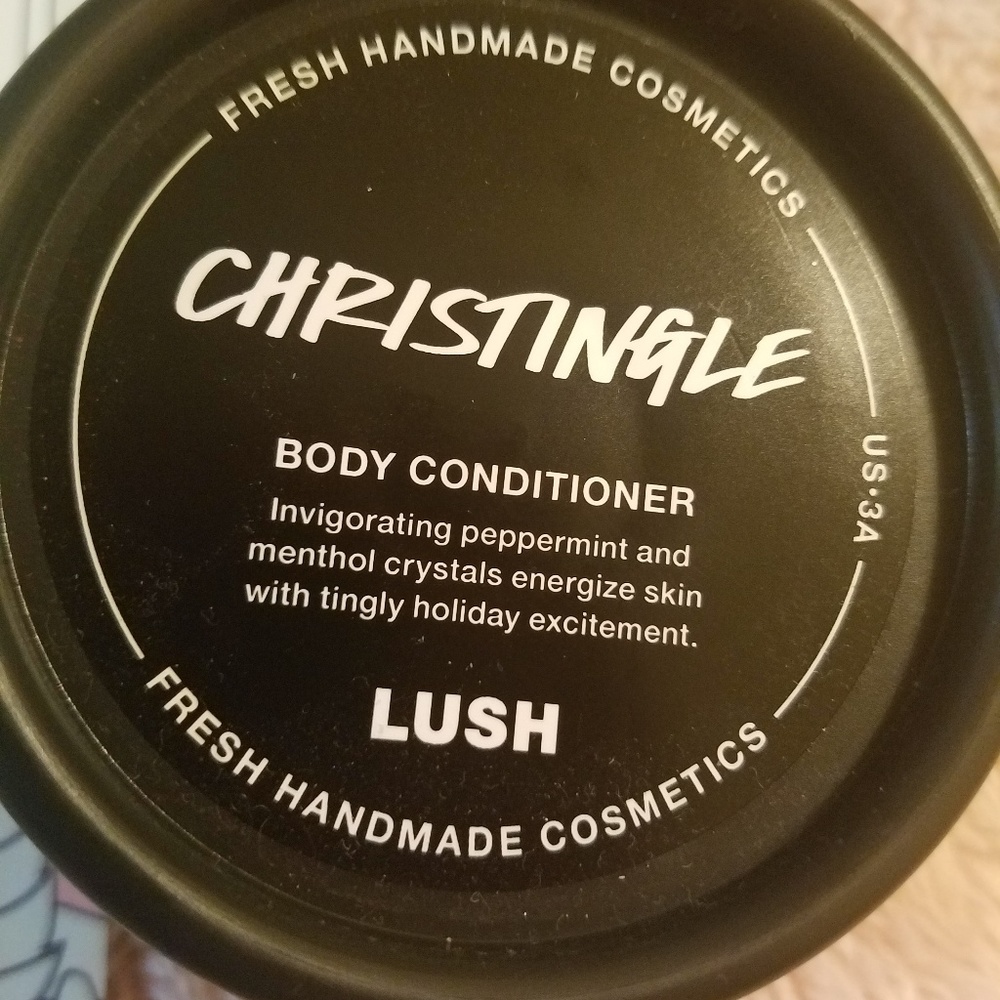 FRESH HANDMADE COSMETICS
CHRISTINGLE
BODY CONDITIONER
Invigorating peppermint and
menthol crystals energize skin
with tingly holiday excitement.
LUSH
FRESH HANDMADE COSMETICS
US·3A